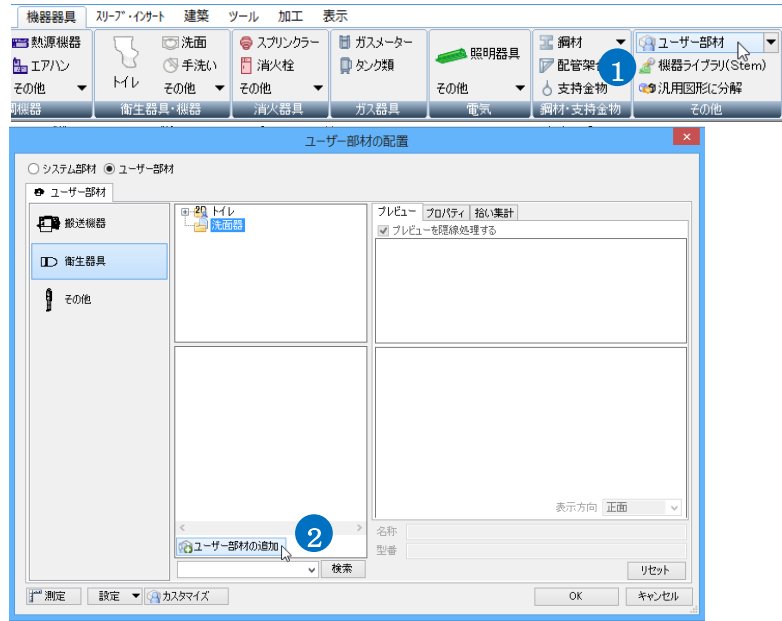 機器器具 スリーブ・インサート 建築 ツール 加工 表示
熱源機器 洗面 スプリンクラー ガスメーター 鋼材 ユーザー部材
エアハン トイレ 手洗い 消火栓 タンク類 照明器具 配管架台 1 機器ライブラリ(Stem)
その他 その他 その他 その他 支持金物 汎用図形に分解
調機器 衛生器具・機器 消火器具 ガス器具 電気 鋼材・支持金物 その他
ユーザー部材の配置
システム部材 ユーザー部材
ユーザー部材
搬送機器
衛生器具
その他
トイレ
洗面器
プレビュー プロパティ 拾い集計
プレビューを隠線処理する
表示方向 正面
名称
型番
ユーザー部材の追加 2
検索
リセット
測定 設定 カスタマイズ OK キャンセル